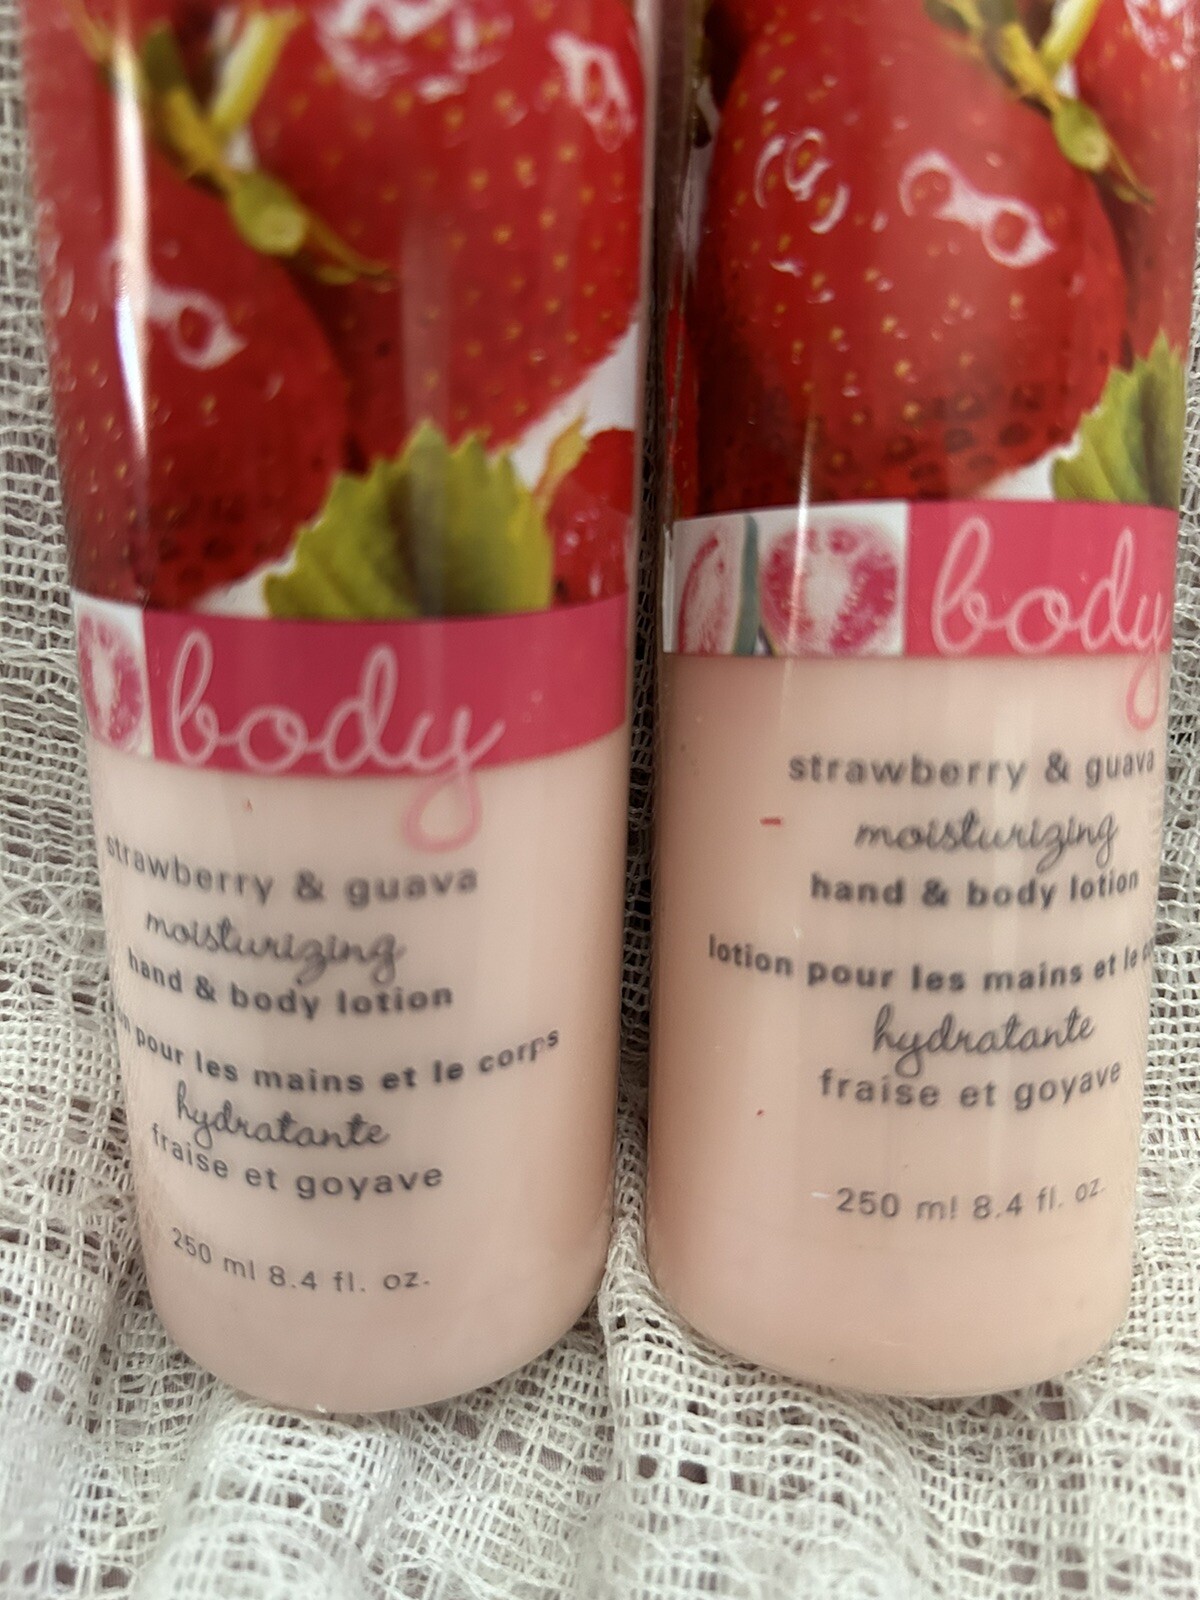 body
strawberry & guava
moisturizing
hand & body lotion
pour les mains et le corps
hydratante
fraise et goyave
250 ml 8.4 fl. oz.
body
strawberry & guava
moisturizing
hand & body lotion
lotion pour les mains et le
hydratante
fraise et goyave
250 ml 8.4 fl. oz.